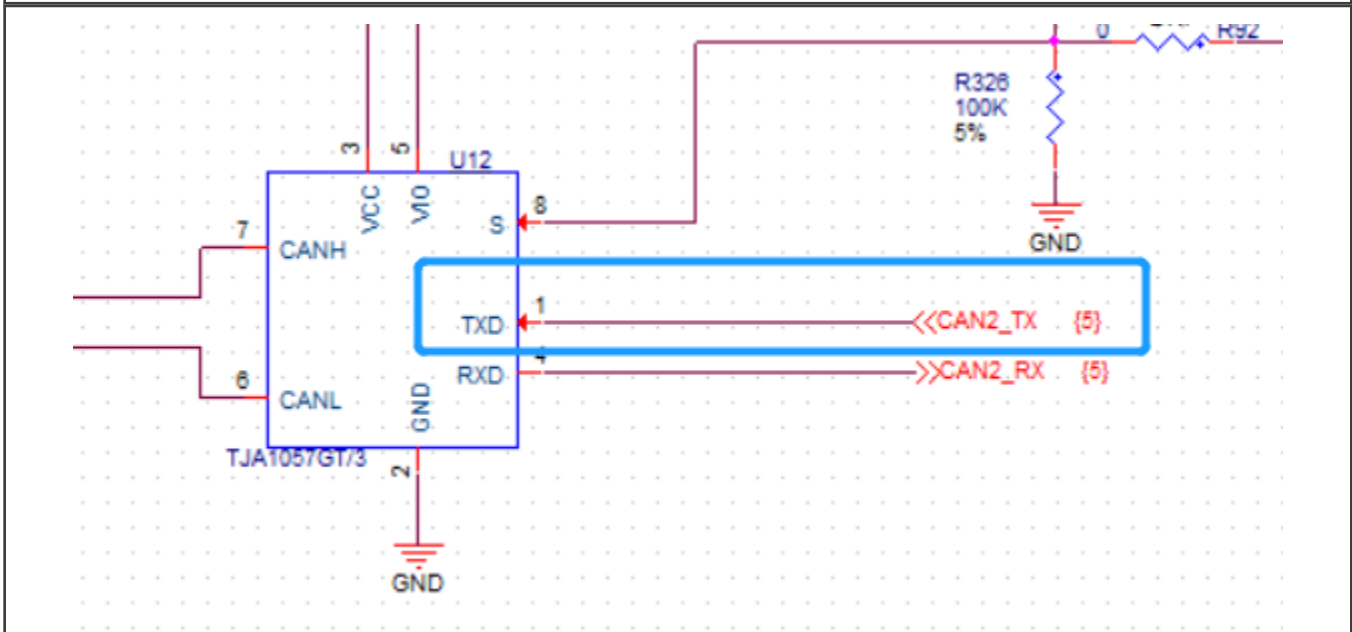 0
R92
R326
100K
5%
3
5
U12
VCC
VIO
8
S
7
CANH
GND
1
TXD
CAN2_TX {5}
4
RXD
CAN2_RX {5}
6
CANL
GND
TJA1057GT/3
2
GND